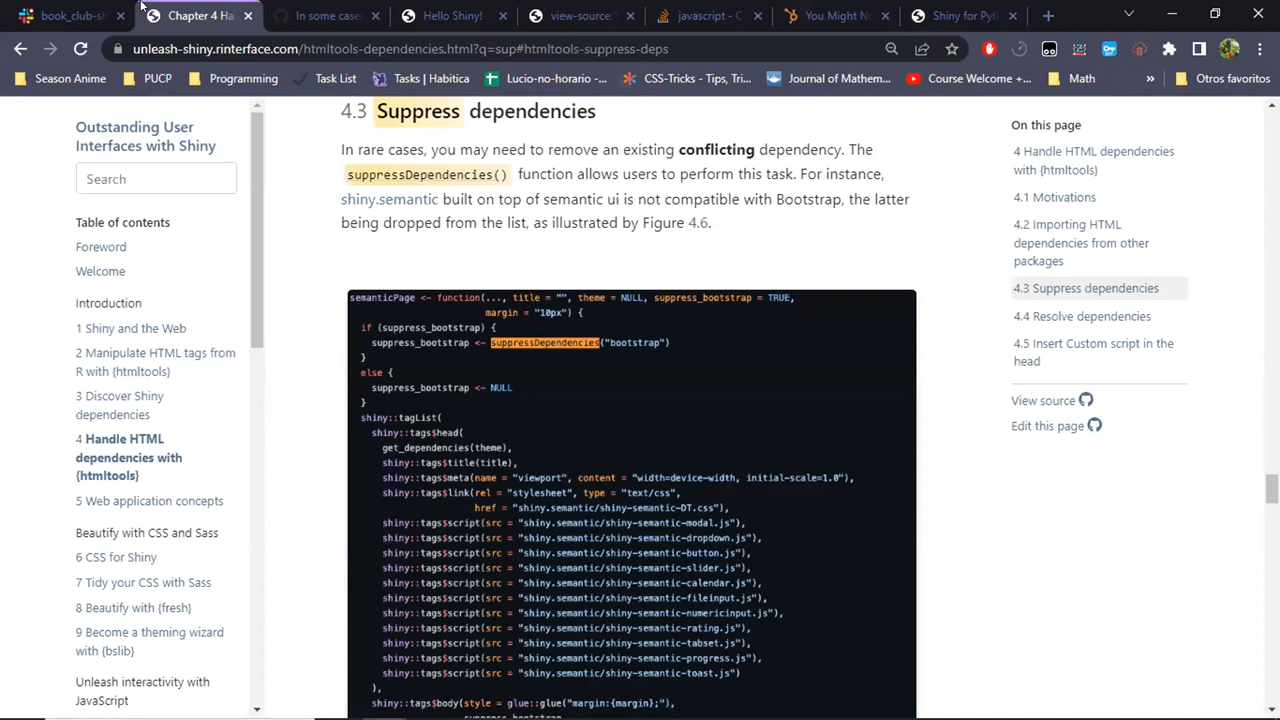 book_club-sh
Chapter 4 Ha
In some case:
Hello Shiny!
view-source:
javascript - C
You Might No
Shiny for Pyt
unleash-shiny.rinterface.com/htmltools-dependencies.html?q=sup#htmltools-suppress-deps
Season Anime
PUCP
Programming
Task List
Tasks | Habitica
Lucio-no-horario -...
CSS-Tricks - Tips, Tri...
Journal of Mathem...
Course Welcome +...
Math
»
Otros favoritos
Outstanding User
Interfaces with Shiny
Search
Table of contents
Foreword
Welcome
Introduction
1 Shiny and the Web
2 Manipulate HTML tags from
R with {htmltools}
3 Discover Shiny
dependencies
4 Handle HTML
dependencies with
{htmltools}
5 Web application concepts
Beautify with CSS and Sass
6 CSS for Shiny
7 Tidy your CSS with Sass
8 Beautify with {fresh}
9 Become a theming wizard
with {bslib}
Unleash interactivity with
JavaScript
4.3 Suppress dependencies
In rare cases, you may need to remove an existing conflicting dependency. The
suppressDependencies() function allows users to perform this task. For instance,
shiny.semantic built on top of semantic ui is not compatible with Bootstrap, the latter
being dropped from the list, as illustrated by Figure 4.6.
semanticPage <- function(..., title = "", theme = NULL, suppress_bootstrap = TRUE,
margin = "10px") {
if (suppress_bootstrap) {
suppress_bootstrap <- suppressDependencies("bootstrap")
}
else {
suppress_bootstrap <- NULL
}
shiny::tagList(
shiny::tags$head(
get_dependencies(theme),
shiny::tags$title(title),
shiny::tags$meta(name = "viewport", content = "width=device-width, initial-scale=1.0"),
shiny::tags$link(rel = "stylesheet", type = "text/css",
href = "shiny.semantic/shiny-semantic-DT.css"),
shiny::tags$script(src = "shiny.semantic/shiny-semantic-modal.js"),
shiny::tags$script(src = "shiny.semantic/shiny-semantic-dropdown.js"),
shiny::tags$script(src = "shiny.semantic/shiny-semantic-button.js"),
shiny::tags$script(src = "shiny.semantic/shiny-semantic-slider.js"),
shiny::tags$script(src = "shiny.semantic/shiny-semantic-calendar.js"),
shiny::tags$script(src = "shiny.semantic/shiny-semantic-fileinput.js"),
shiny::tags$script(src = "shiny.semantic/shiny-semantic-numericinput.js"),
shiny::tags$script(src = "shiny.semantic/shiny-semantic-rating.js"),
shiny::tags$script(src = "shiny.semantic/shiny-semantic-tabset.js"),
shiny::tags$script(src = "shiny.semantic/shiny-semantic-progress.js"),
shiny::tags$script(src = "shiny.semantic/shiny-semantic-toast.js")
),
shiny::tags$body(style = glue::glue("margin:{margin};"),
suppress_bootstrap,
On this page
4 Handle HTML dependencies
with {htmltools}
4.1 Motivations
4.2 Importing HTML
dependencies from other
packages
4.3 Suppress dependencies
4.4 Resolve dependencies
4.5 Insert Custom script in the
head
View source
Edit this page